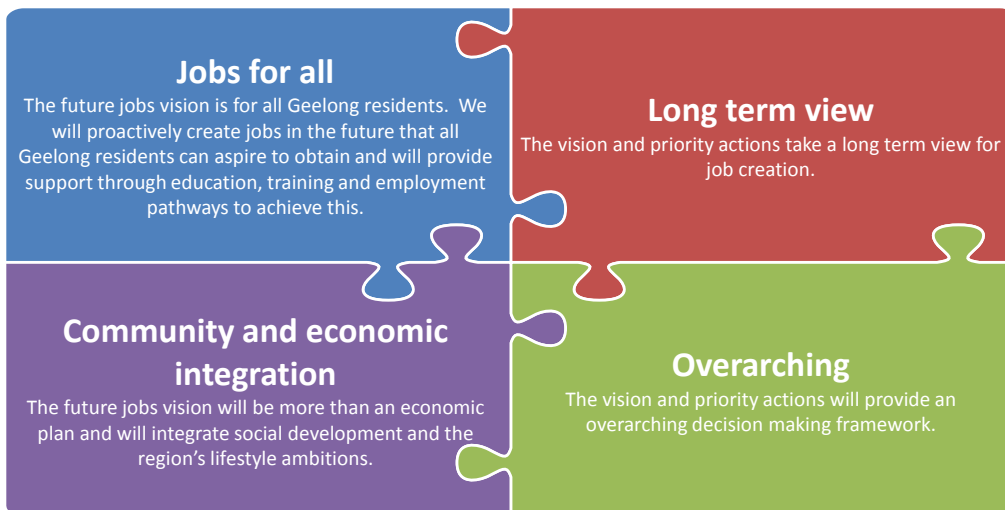 Jobs for all
The future jobs vision is for all Geelong residents.  We
will proactively create jobs in the future that all
Geelong residents can aspire to obtain and will provide
support through education, training and employment
pathways to achieve this.
Long term view
The vision and priority actions take a long term view for
job creation.
Community and economic
integration
The future jobs vision will be more than an economic
plan and will integrate social development and the
region’s lifestyle ambitions.
Overarching
The vision and priority actions will provide an
overarching decision making framework.